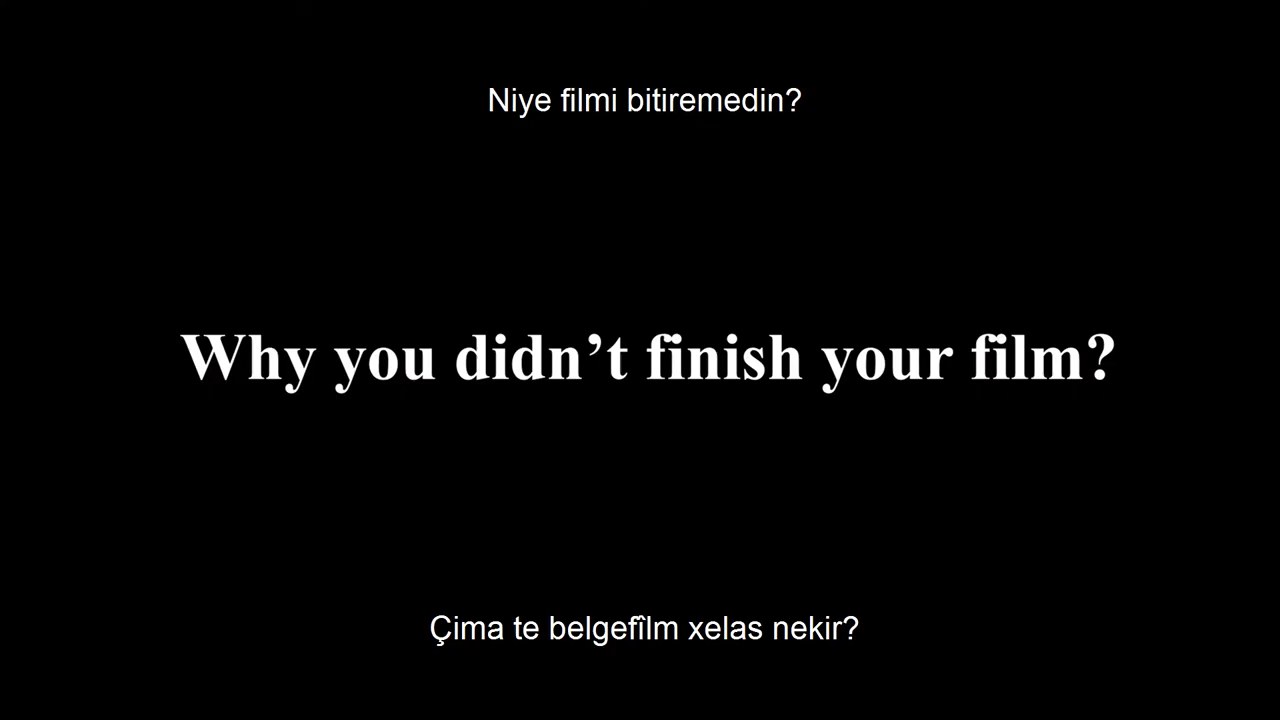 Niye filmi bitiremedin?
Why you didn’t finish your film?
Çima te belgefîlm xelas nekir?